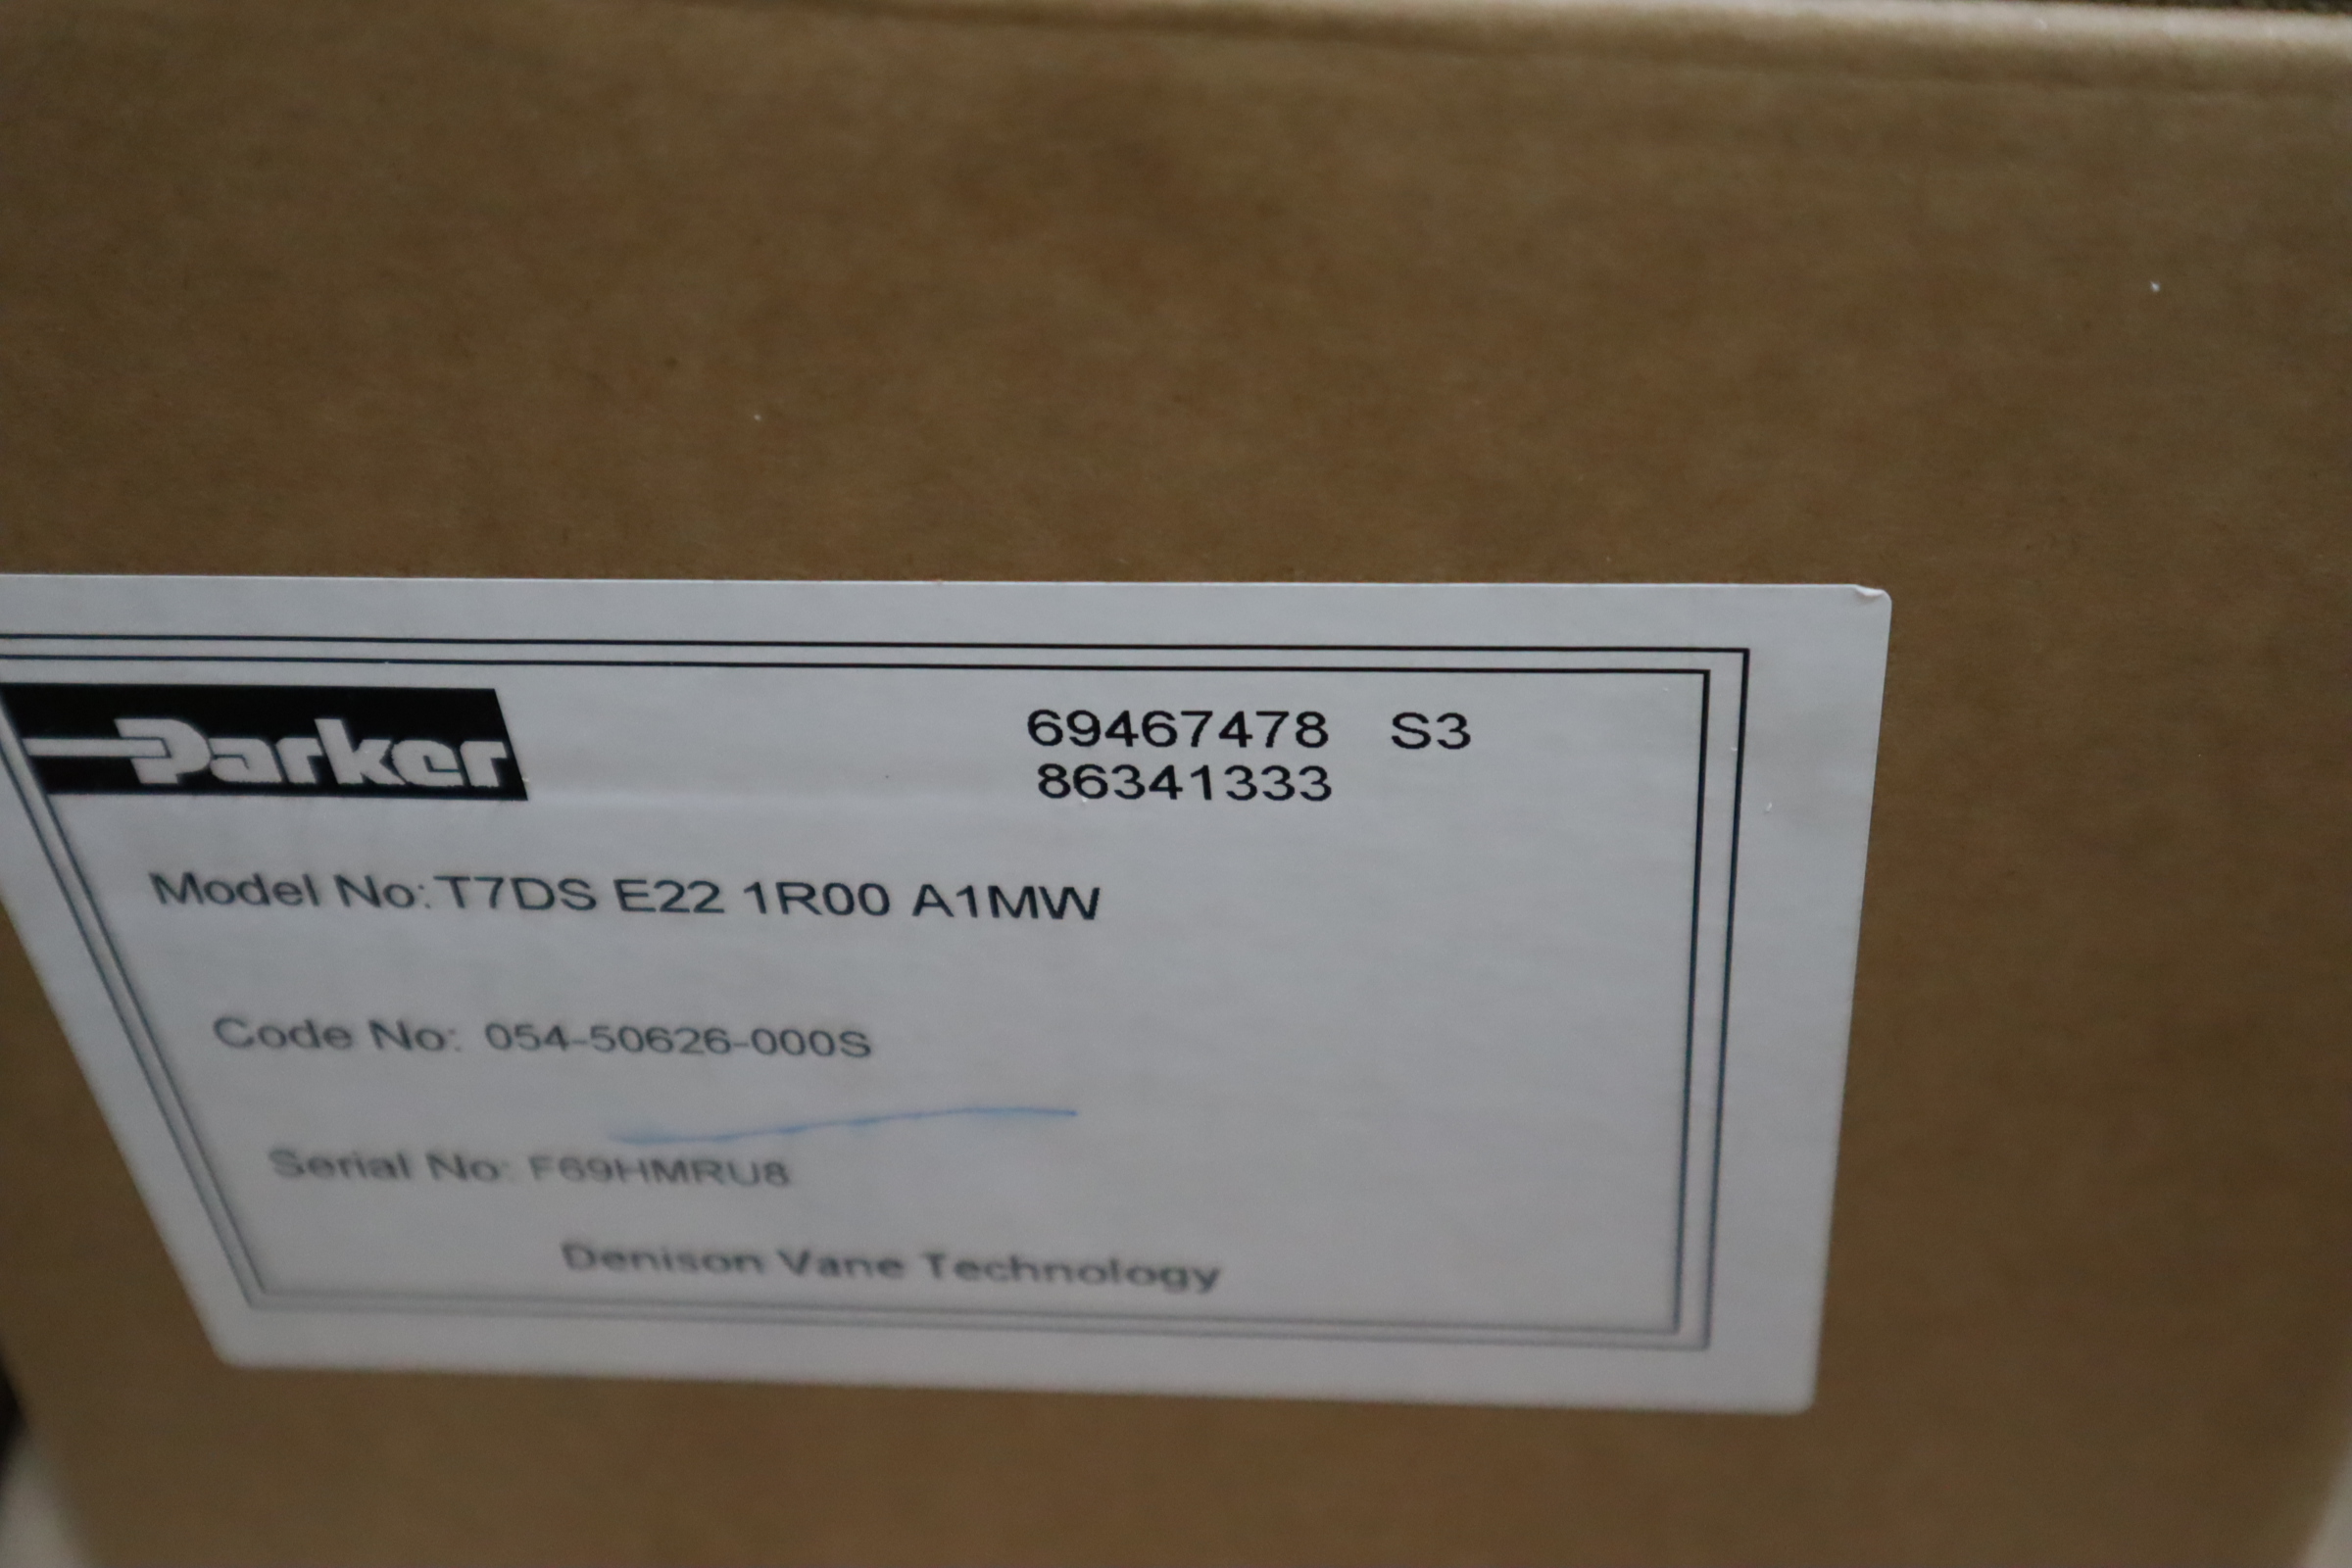 Parker
69467478 S3
86341333
Model No: T7DS E22 1R00 A1MW
Code No: 054-50626-000S
Serial No: F69HMRU8
Denison Vane Technology